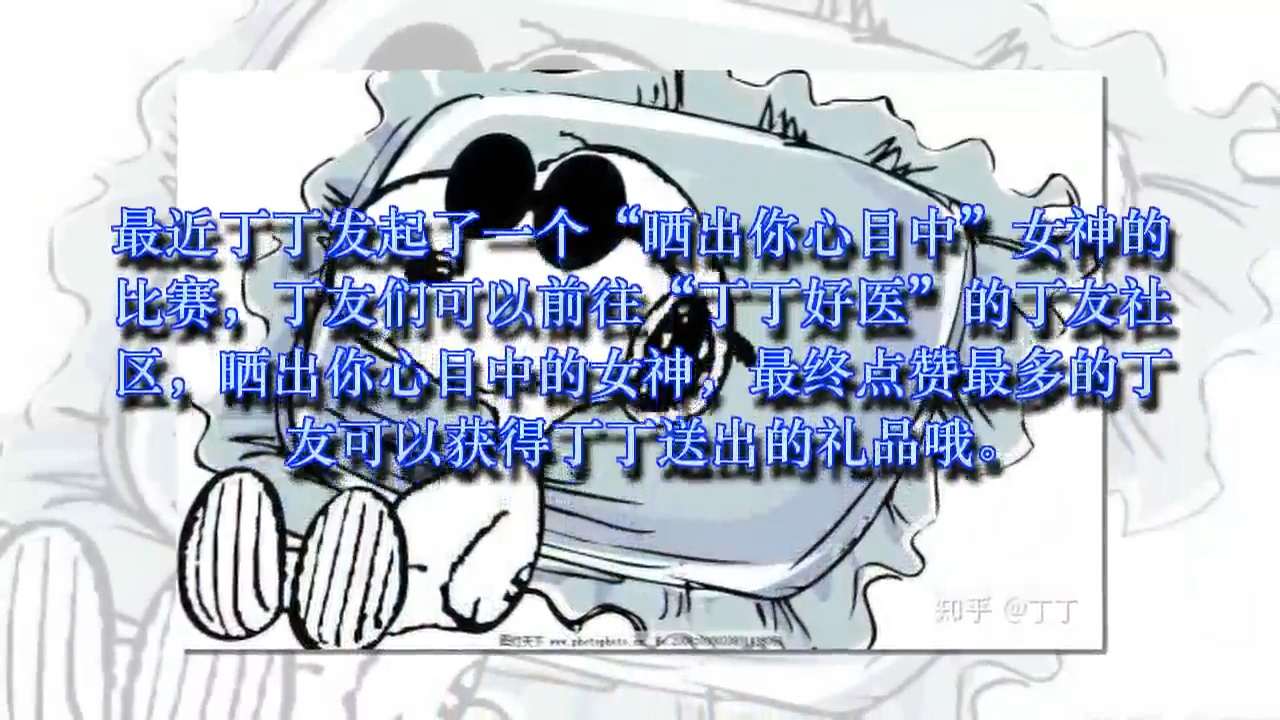 最近丁丁发起了一个“晒出你心目中”女神的
比赛，丁友们可以前往“丁丁好医”的丁友社
区，晒出你心目中的女神，最终点赞最多的丁
友可以获得丁丁送出的礼品哦。
知乎 @丁丁